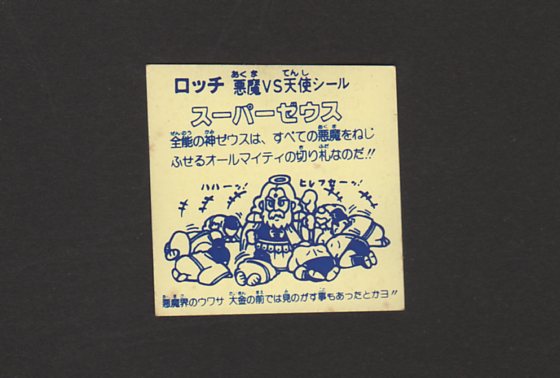 ロッチ 悪魔VS天使シール
スーパーゼウス
全能の神ゼウスは、すべての悪魔をねじ
ふせるオールマイティの切り札なのだ!!
ハハーッ!
ヒレフセーッ!
悪魔界のウワサ 大金の前では見のがす事もあったとかヨ!!